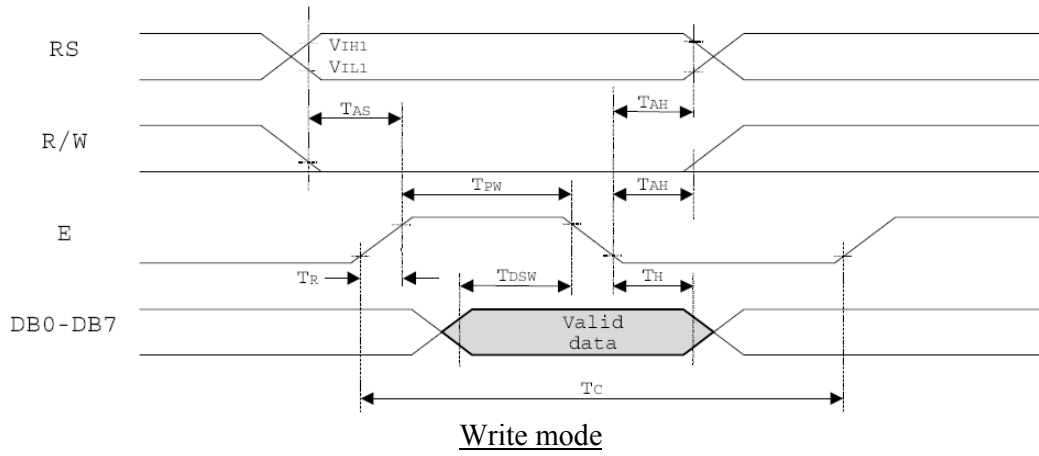 RS
VIH1
VIL1
TAS
TAH
R/W
TPW
TAH
E
TR
TDSW
TH
DB0-DB7
Valid
data
TC
Write mode